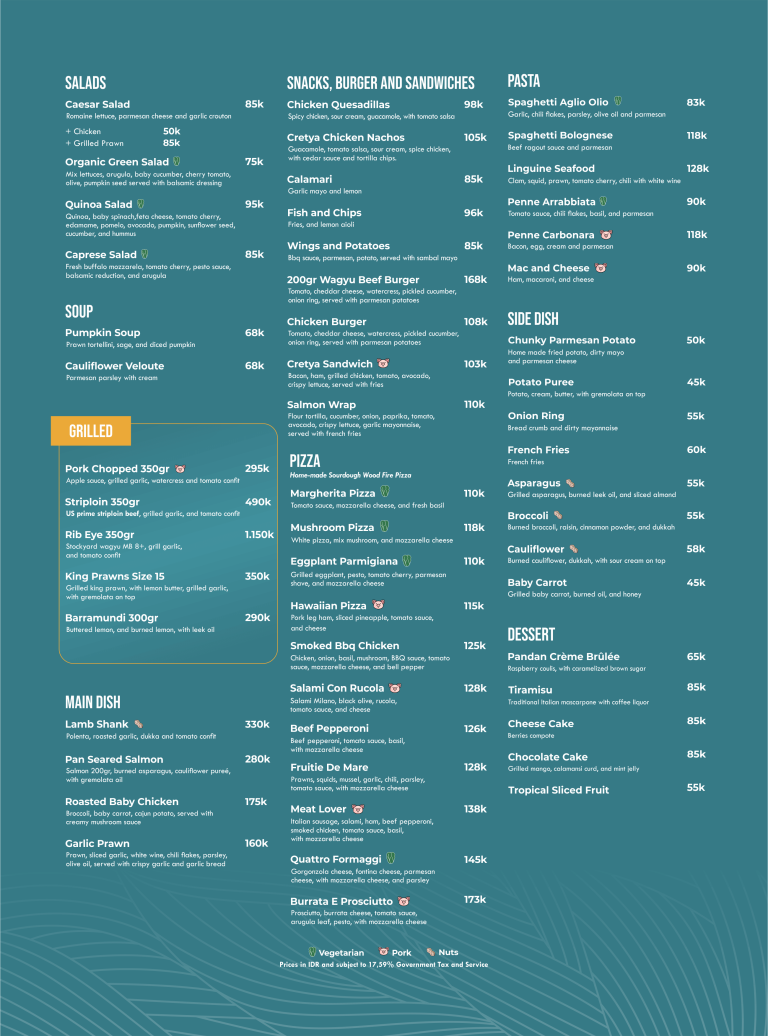 SALADS
Caesar Salad 85k
Romaine lettuce, parmesan cheese and garlic crouton
+ Chicken 50k
+ Grilled Prawn 85k
Organic Green Salad 75k
Mix lettuces, arugula, baby cucumber, cherry tomato,
olive, pumpkin seed served with balsamic dressing
Quinoa Salad 95k
Quinoa, baby spinach,feta cheese, tomato cherry,
edamame, pomelo, avocado, pumpkin, sunflower seed,
cucumber, and hummus
Caprese Salad 85k
Fresh buffalo mozzarela, tomato cherry, pesto sauce,
balsamic reduction, and arugula
SOUP
Pumpkin Soup 68k
Prawn tortellini, sage, and diced pumpkin
Cauliflower Veloute 68k
Parmesan parsley with cream
GRILLED
Pork Chopped 350gr 295k
Apple sauce, grilled garlic, watercress and tomato confit
Striploin 350gr 490k
US prime striploin beef, grilled garlic, and tomato confit
Rib Eye 350gr 1.150k
Stockyard wagyu MB 8+, grill garlic,
and tomato confit
King Prawns Size 15 350k
Grilled king prawn, with lemon butter, grilled garlic,
with gremolata on top
Barramundi 300gr 290k
Buttered lemon, and burned lemon, with leek oil
MAIN DISH
Lamb Shank 330k
Polenta, roasted garlic, dukka and tomato confit
Pan Seared Salmon 280k
Salmon 200gr, burned asparagus, cauliflower pureé,
with gremolata oil
Roasted Baby Chicken 175k
Broccoli, baby carrot, cajun potato, served with
creamy mushroom sauce
Garlic Prawn 160k
Prawn, sliced garlic, white wine, chili flakes, parsley,
olive oil, served with crispy garlic and garlic bread
SNACKS, BURGER AND SANDWICHES
Chicken Quesadillas 98k
Spicy chicken, sour cream, guacamole, with tomato salsa
Cretya Chicken Nachos 105k
Guacamole, tomato salsa, sour cream, spice chicken,
with cedar sauce and tortilla chips.
Calamari 85k
Garlic mayo and lemon
Fish and Chips 96k
Fries, and lemon aioli
Wings and Potatoes 85k
Bbq sauce, parmesan, potato, served with sambal mayo
200gr Wagyu Beef Burger 168k
Tomato, cheddar cheese, watercress, pickled cucumber,
onion ring, served with parmesan potatoes
Chicken Burger 108k
Tomato, cheddar cheese, watercress, pickled cucumber,
onion ring, served with parmesan potatoes
Cretya Sandwich 103k
Bacon, ham, grilled chicken, tomato, avocado,
crispy lettuce, served with fries
Salmon Wrap 110k
Flour tortilla, cucumber, onion, paprika, tomato,
avocado, crispy lettuce, garlic mayonnaise,
served with french fries
PIZZA
Home-made Sourdough Wood Fire Pizza
Margherita Pizza 110k
Tomato sauce, mozzarella cheese, and fresh basil
Mushroom Pizza 118k
White pizza, mix mushroom, and mozzarella cheese
Eggplant Parmigiana 110k
Grilled eggplant, pesto, tomato cherry, parmesan
shave, and mozzarella cheese
Hawaiian Pizza 115k
Pork leg ham, sliced pineapple, tomato sauce,
and cheese
Smoked Bbq Chicken 125k
Chicken, onion, basil, mushroom, BBQ sauce, tomato
sauce, mozzarella cheese, and bell pepper
Salami Con Rucola 128k
Salami Milano, black olive, rucola,
tomato sauce, and cheese
Beef Pepperoni 126k
Beef pepperoni, tomato sauce, basil,
with mozzarella cheese
Fruitie De Mare 128k
Prawns, squids, mussel, garlic, chili, parsley,
tomato sauce, with mozzarella cheese
Meat Lover 138k
Italian sausage, salami, ham, beef pepperoni,
smoked chicken, tomato sauce, basil,
with mozzarella cheese
Quattro Formaggi 145k
Gorgonzola cheese, fontina cheese, parmesan
cheese, with mozzarella cheese, and parsley
Burrata E Prosciutto 173k
Prosciutto, burrata cheese, tomato sauce,
arugula leaf, pesto, with mozzarella cheese
PASTA
Spaghetti Aglio Olio 83k
Garlic, chili flakes, parsley, olive oil and parmesan
Spaghetti Bolognese 118k
Beef ragout sauce and parmesan
Linguine Seafood 128k
Clam, squid, prawn, tomato cherry, chili with white wine
Penne Arrabbiata 90k
Tomato sauce, chili flakes, basil, and parmesan
Penne Carbonara 118k
Bacon, egg, cream and parmesan
Mac and Cheese 90k
Ham, macaroni, and cheese
SIDE DISH
Chunky Parmesan Potato 50k
Home made fried potato, dirty mayo
and parmesan cheese
Potato Puree 45k
Potato, cream, butter, with gremolata on top
Onion Ring 55k
Bread crumb and dirty mayonnaise
French Fries 60k
French fries
Asparagus 55k
Grilled asparagus, burned leek oil, and sliced almond
Broccoli 55k
Burned broccoli, raisin, cinnamon powder, and dukkah
Cauliflower 58k
Burned cauliflower, dukkah, with sour cream on top
Baby Carrot 45k
Grilled baby carrot, burned oil, and honey
DESSERT
Pandan Crème Brûlée 65k
Raspberry coulis, with caramelized brown sugar
Tiramisu 85k
Traditional Italian mascarpone with coffee liquor
Cheese Cake 85k
Berries compote
Chocolate Cake 85k
Grilled mango, calamansi curd, and mint jelly
Tropical Sliced Fruit 55k
Vegetarian Pork Nuts
Prices in IDR and subject to 17,59% Government Tax and Service